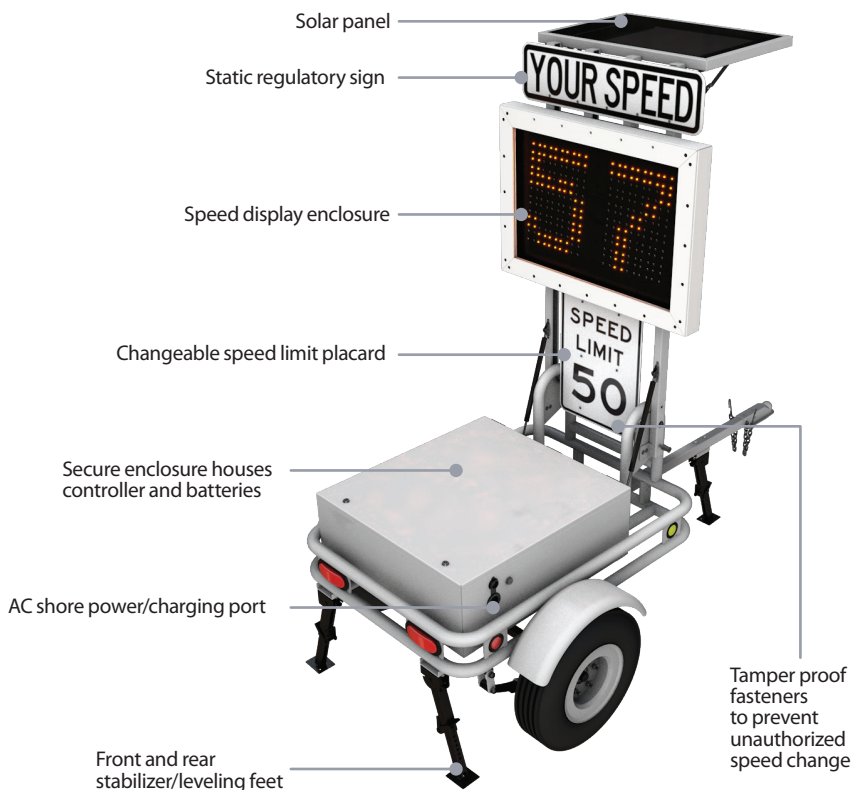 Solar panel
Static regulatory sign
YOUR SPEED
57
Speed display enclosure
SPEED
LIMIT
50
Changeable speed limit placard
Secure enclosure houses
controller and batteries
AC shore power/charging port
Tamper proof
fasteners
to prevent
unauthorized
speed change
Front and rear
stabilizer/leveling feet